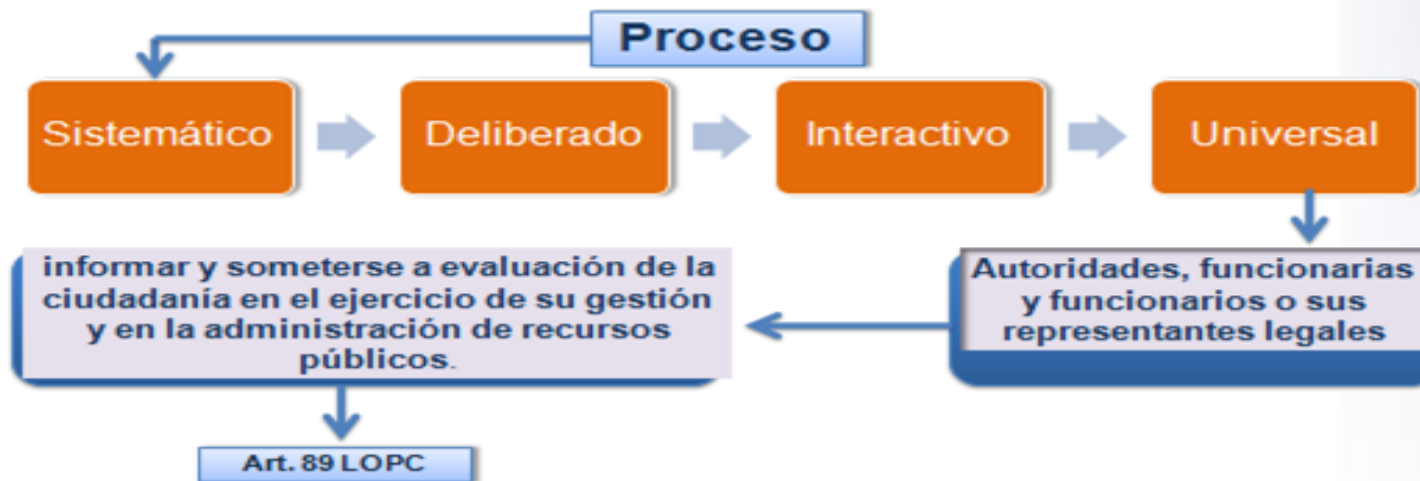 Proceso
Sistemático
Deliberado
Interactivo
Universal
Autoridades, funcionarias
y funcionarios o sus
representantes legales
informar y someterse a evaluación de la
ciudadanía en el ejercicio de su gestión
y en la administración de recursos
públicos.
Art. 89 LOPC